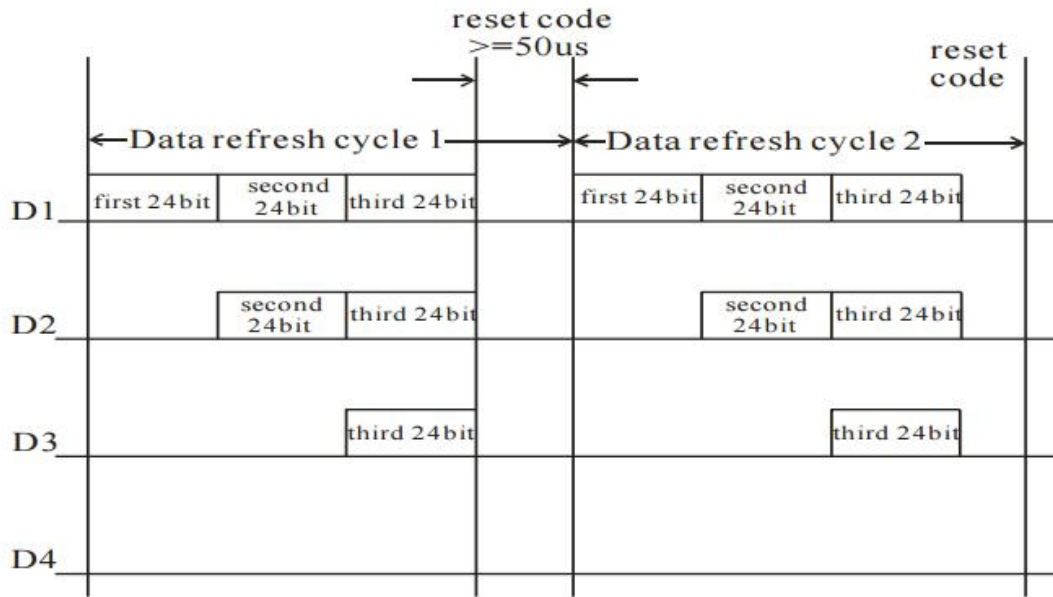 reset code
>=50us
reset
code
Data refresh cycle 1
Data refresh cycle 2
D1
first 24bit
second
24bit
third 24bit
first 24bit
second
24bit
third 24bit
D2
second
24bit
third 24bit
second
24bit
third 24bit
D3
third 24bit
third 24bit
D4